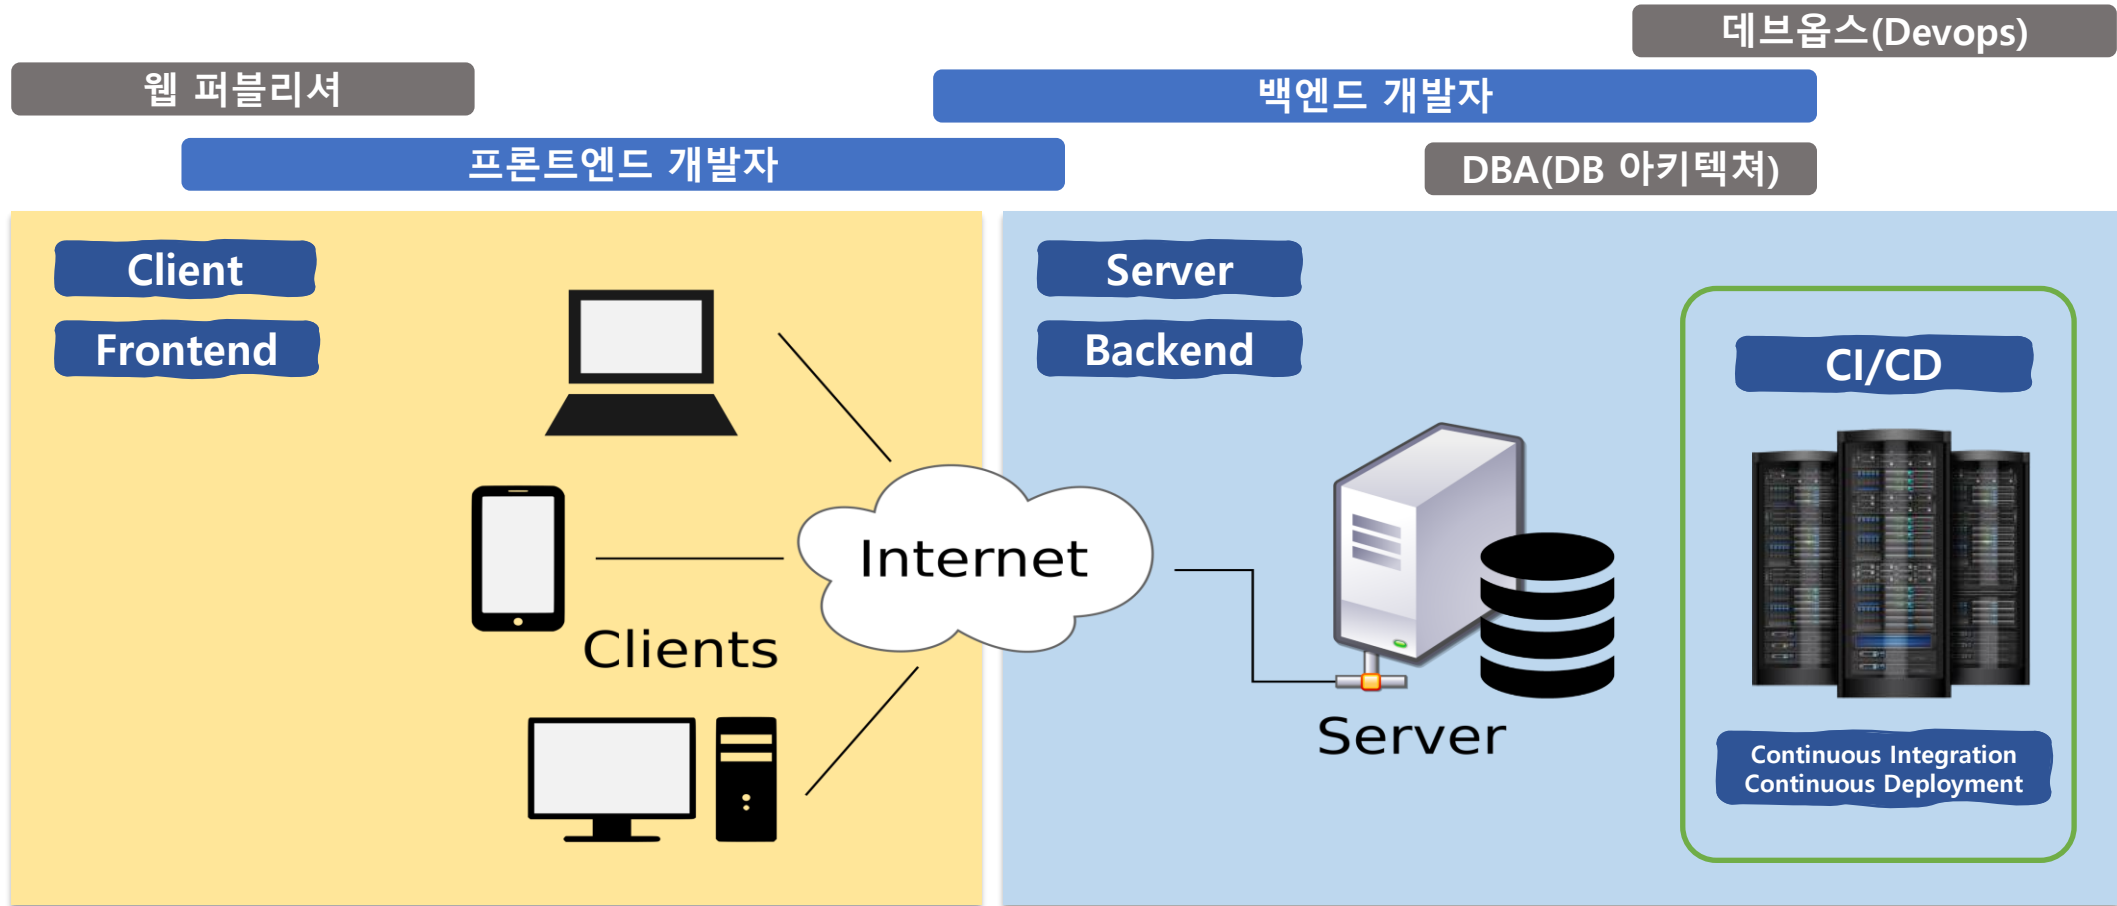 데브옵스(Devops)
웹 퍼블리셔
백엔드 개발자
프론트엔드 개발자
DBA(DB 아키텍쳐)
Client
Frontend
Server
Backend
CI/CD
Internet
Clients
Server
Continuous Integration
Continuous Deployment